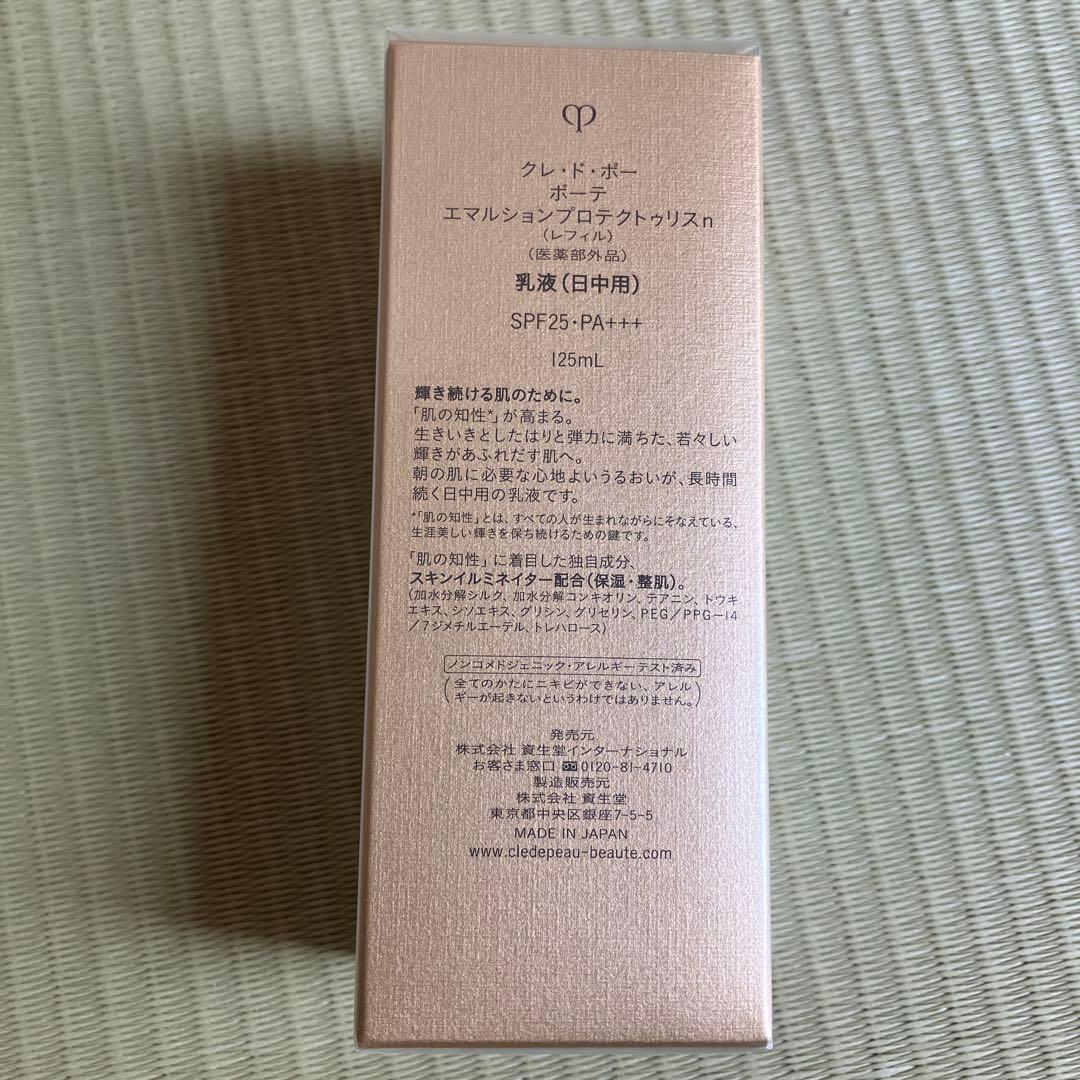 クレ・ド・ポー
ボーテ
エマルションプロテクトゥリスn
(レフィル)
(医薬部外品)
乳液(日中用)
SPF25・PA+++
125mL
輝き続ける肌のために。
「肌の知性*」が高まる。
生きいきとしたはりと弾力に満ちた、若々しい
輝きがあふれだす肌へ。
朝の肌に必要な心地よいうるおいが、長時間
続く日中用の乳液です。
*「肌の知性」とは、すべての人が生まれながらにそなえている、
生涯美しい輝きを保ち続けるための鍵です。
「肌の知性」に着目した独自成分、
スキンイルミネイター配合(保湿・整肌)。
(加水分解シルク、加水分解コンキオリン、テアニン、トウキ
エキス、シソエキス、グリシン、グリセリン、PEG/PPG-14
/7ジメチルエーテル、トレハロース)
ノンコメドジェニック・アレルギーテスト済み
(全てのかたにニキビができない、アレル
ギーが起きないというわけではありません。)
発売元
株式会社 資生堂インターナショナル
お客さま窓口 0120-81-4710
製造販売元
株式会社 資生堂
東京都中央区銀座7-5-5
MADE IN JAPAN
www.cledepeau-beaute.com